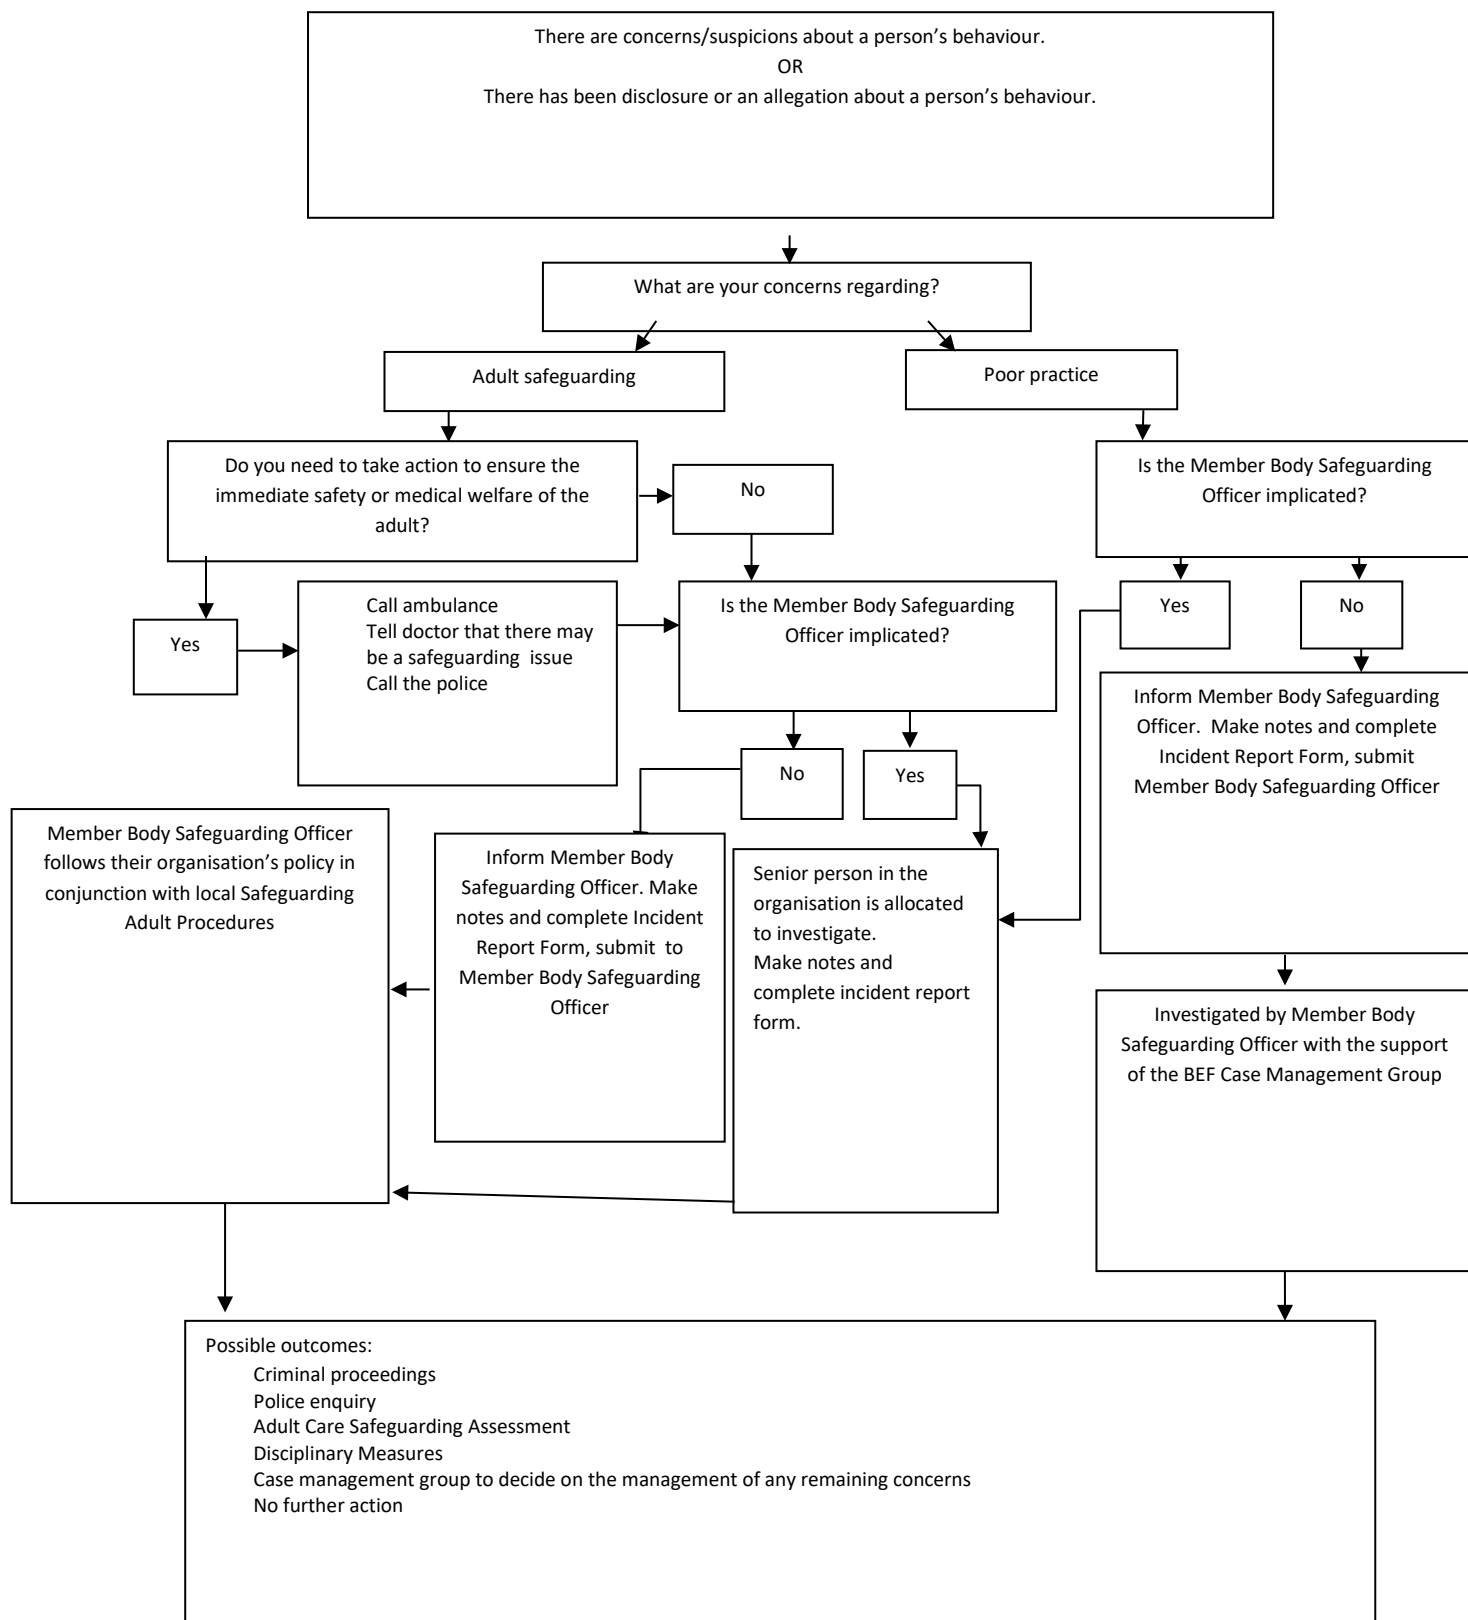 There are concerns/suspicions about a person’s behaviour.
OR
There has been disclosure or an allegation about a person’s behaviour.
What are your concerns regarding?
Adult safeguarding
Poor practice
Do you need to take action to ensure the
immediate safety or medical welfare of the
adult?
No
Is the Member Body Safeguarding
Officer implicated?
Yes
Call ambulance
Tell doctor that there may
be a safeguarding  issue
Call the police
Is the Member Body Safeguarding
Officer implicated?
Yes
No
No
Yes
Inform Member Body Safeguarding
Officer.  Make notes and complete
Incident Report Form, submit
Member Body Safeguarding Officer
Member Body Safeguarding Officer
follows their organisation’s policy in
conjunction with local Safeguarding
Adult Procedures
Inform Member Body
Safeguarding Officer. Make
notes and complete Incident
Report Form, submit  to
Member Body Safeguarding
Officer
Senior person in the
organisation is allocated
to investigate.
Make notes and
complete incident report
form.
Investigated by Member Body
Safeguarding Officer with the support
of the BEF Case Management Group
Possible outcomes:
Criminal proceedings
Police enquiry
Adult Care Safeguarding Assessment
Disciplinary Measures
Case management group to decide on the management of any remaining concerns
No further action